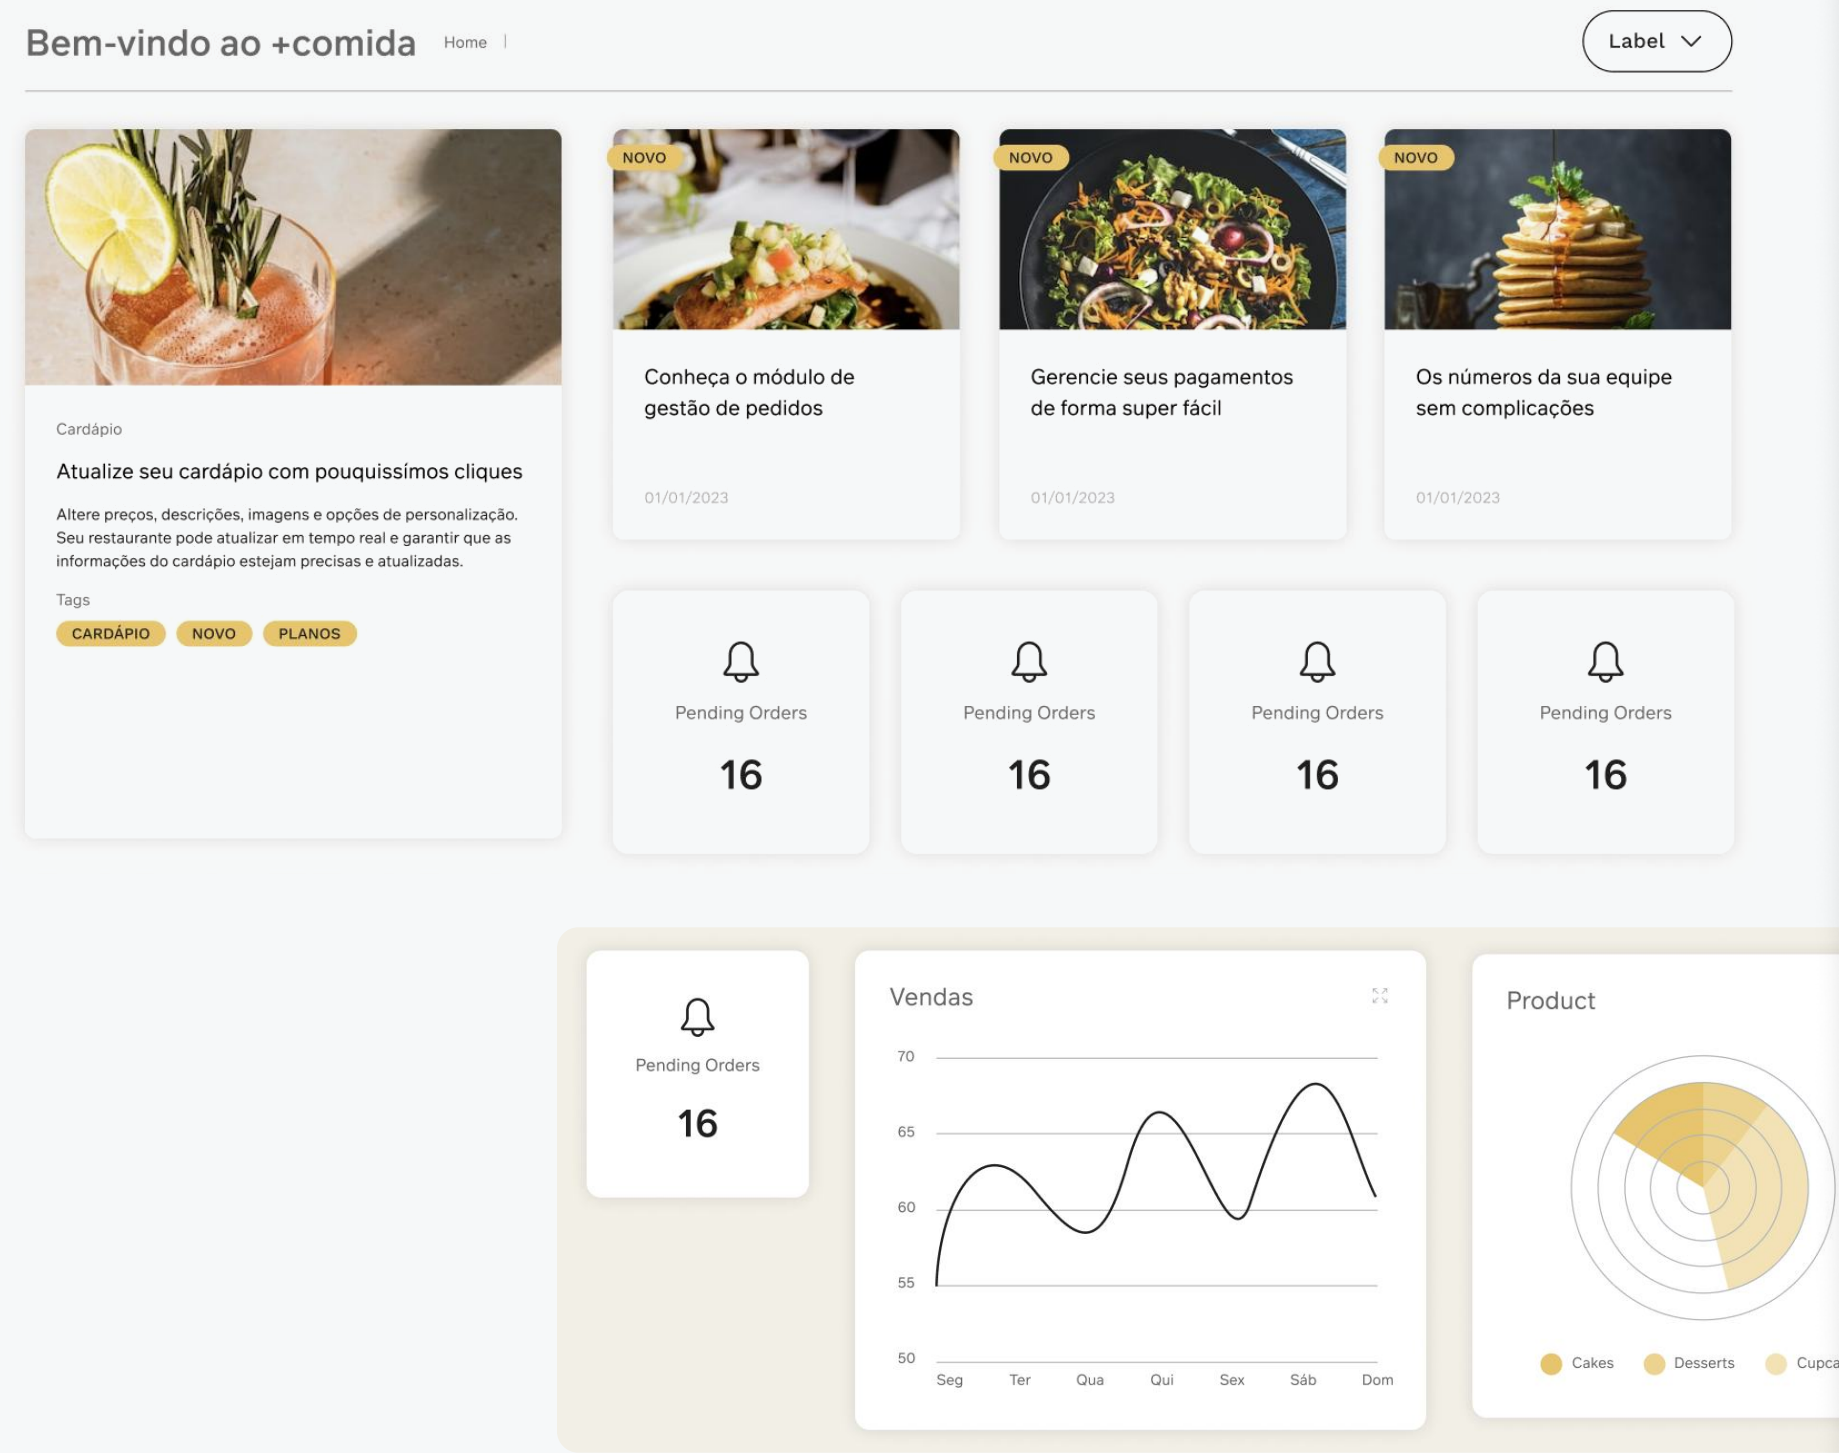 Bem-vindo ao +comida
Home |
Label
Cardápio
Atualize seu cardápio com pouquissímos cliques
Altere preços, descrições, imagens e opções de personalização.
Seu restaurante pode atualizar em tempo real e garantir que as
informações do cardápio estejam precisas e atualizadas.
Tags
CARDÁPIO NOVO PLANOS
NOVO
Conheça o módulo de
gestão de pedidos
01/01/2023
NOVO
Gerencie seus pagamentos
de forma super fácil
01/01/2023
NOVO
Os números da sua equipe
sem complicações
01/01/2023
Pending Orders
16
Pending Orders
16
Pending Orders
16
Pending Orders
16
Pending Orders
16
Vendas
70
65
60
55
50
Seg Ter Qua Qui Sex Sáb Dom
Product
Cakes Desserts